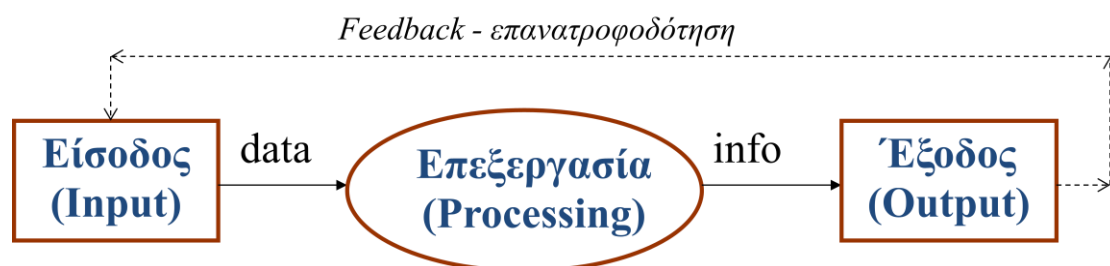 Feedback - επανατροφοδότηση
Είσοδος
(Input)
data
Επεξεργασία
(Processing)
info
Έξοδος
(Output)